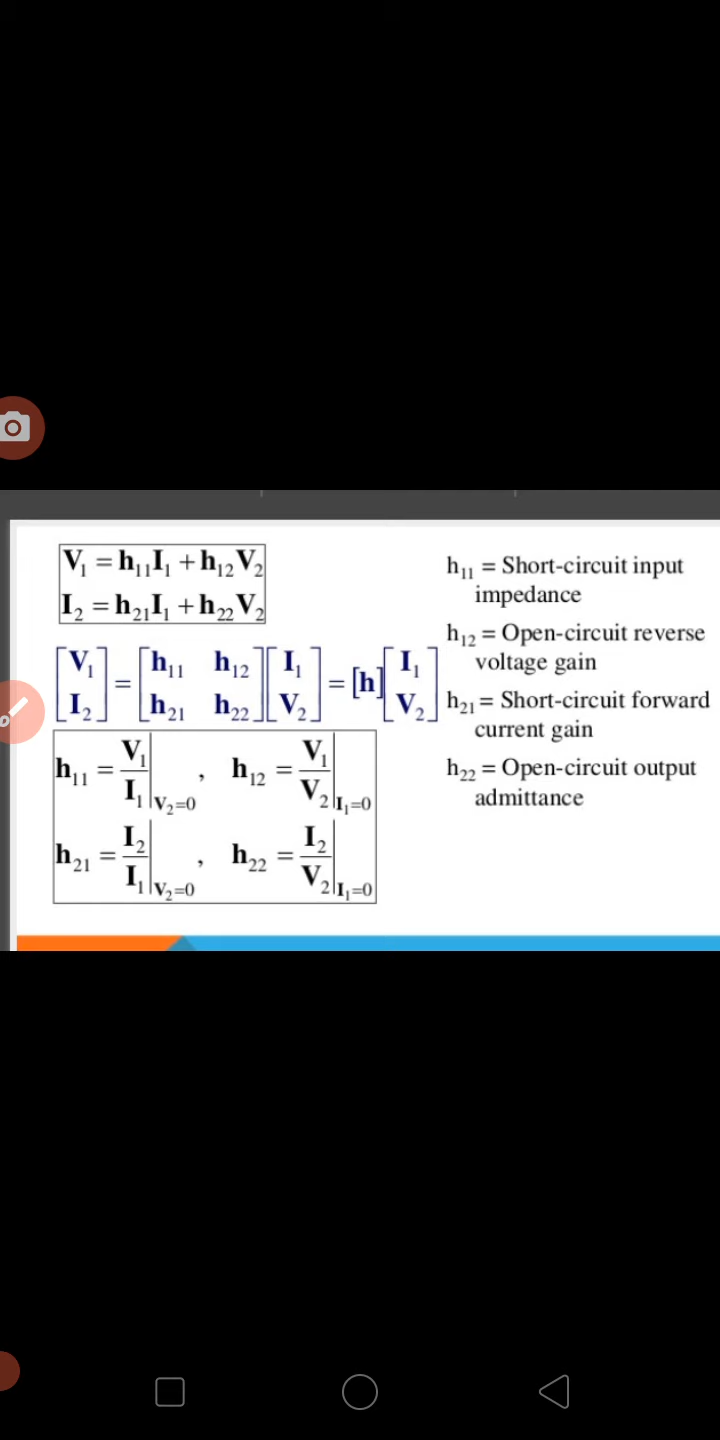 V₁ = h₁₁I₁ + h₁₂V₂
I₂ = h₂₁I₁ + h₂₂V₂
[V₁ I₂] = [h₁₁ h₁₂ h₂₁ h₂₂] [I₁ V₂] = [h] [I₁ V₂]
h₁₁ = V₁/I₁ |V₂=0 , h₁₂ = V₁/V₂ |I₁=0
h₂₁ = I₂/I₁ |V₂=0 , h₂₂ = I₂/V₂ |I₁=0
h₁₁ = Short-circuit input
impedance
h₁₂ = Open-circuit reverse
voltage gain
h₂₁ = Short-circuit forward
current gain
h₂₂ = Open-circuit output
admittance